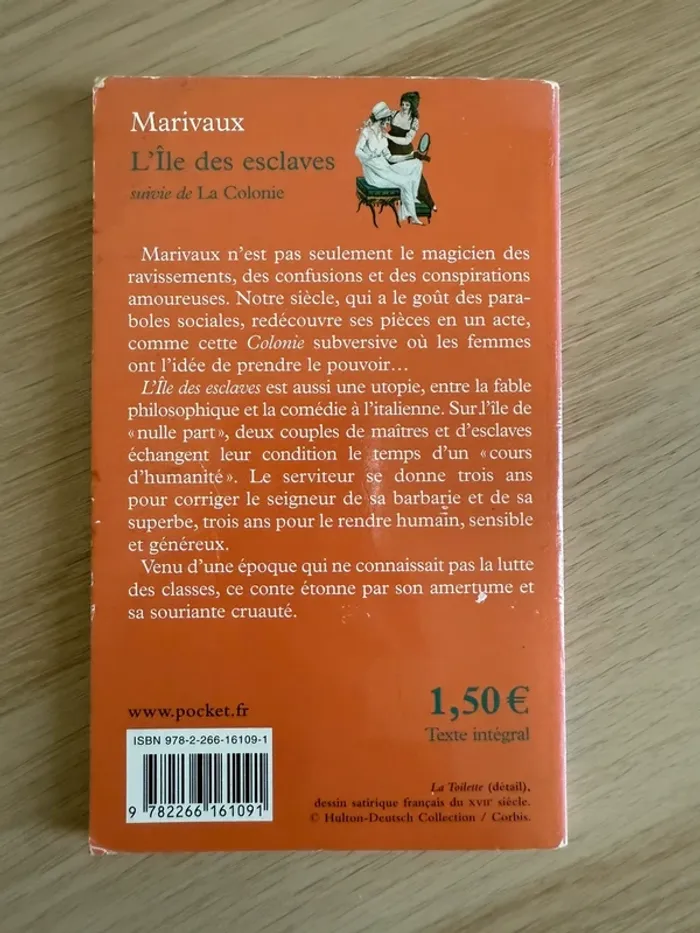 Marivaux
L'Île des esclaves
suivie de La Colonie
Marivaux n'est pas seulement le magicien des
ravissements, des confusions et des conspirations
amoureuses. Notre siècle, qui a le goût des para-
boles sociales, redécouvre ses pièces en un acte,
comme cette Colonie subversive où les femmes
ont l'idée de prendre le pouvoir...
L'Île des esclaves est aussi une utopie, entre la fable
philosophique et la comédie à l'italienne. Sur l'île de
«nulle part», deux couples de maîtres et d'esclaves
échangent leur condition le temps d'un «cours
d'humanité». Le serviteur se donne trois ans
pour corriger le seigneur de sa barbarie et de sa
superbe, trois ans pour le rendre humain, sensible
et généreux.
Venu d'une époque qui ne connaissait pas la lutte
des classes, ce conte étonne par son amertume et
sa souriante cruauté.
www.pocket.fr
1,50 €
Texte intégral
ISBN 978-2-266-16109-1
9 782266 161091
La Toilette (détail),
dessin satirique français du XVIIe siècle.
© Hulton-Deutsch Collection / Corbis.